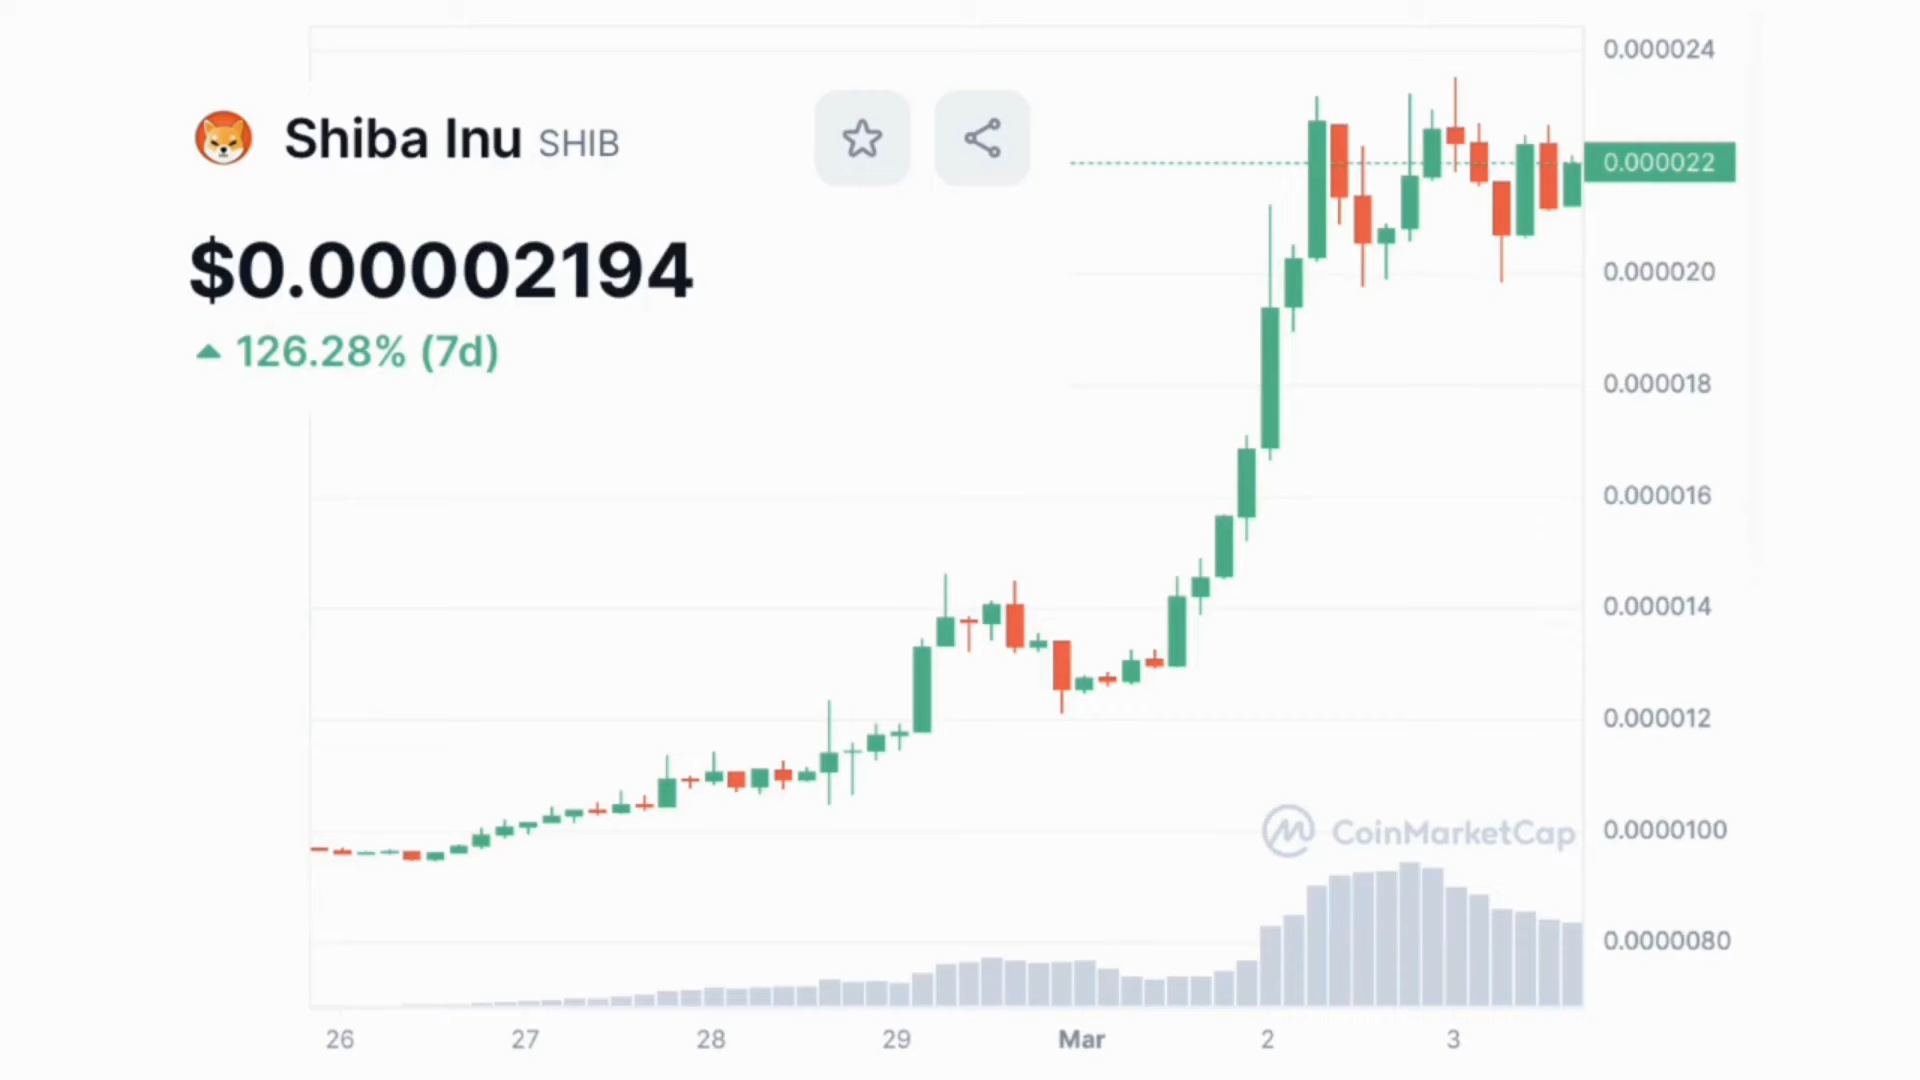 Shiba Inu SHIB
$0.00002194
126.28% (7d)
0.000024
0.000022
0.000020
0.000018
0.000016
0.000014
0.000012
0.0000100
0.0000080
CoinMarketCap
26 27 28 29 Mar 2 3